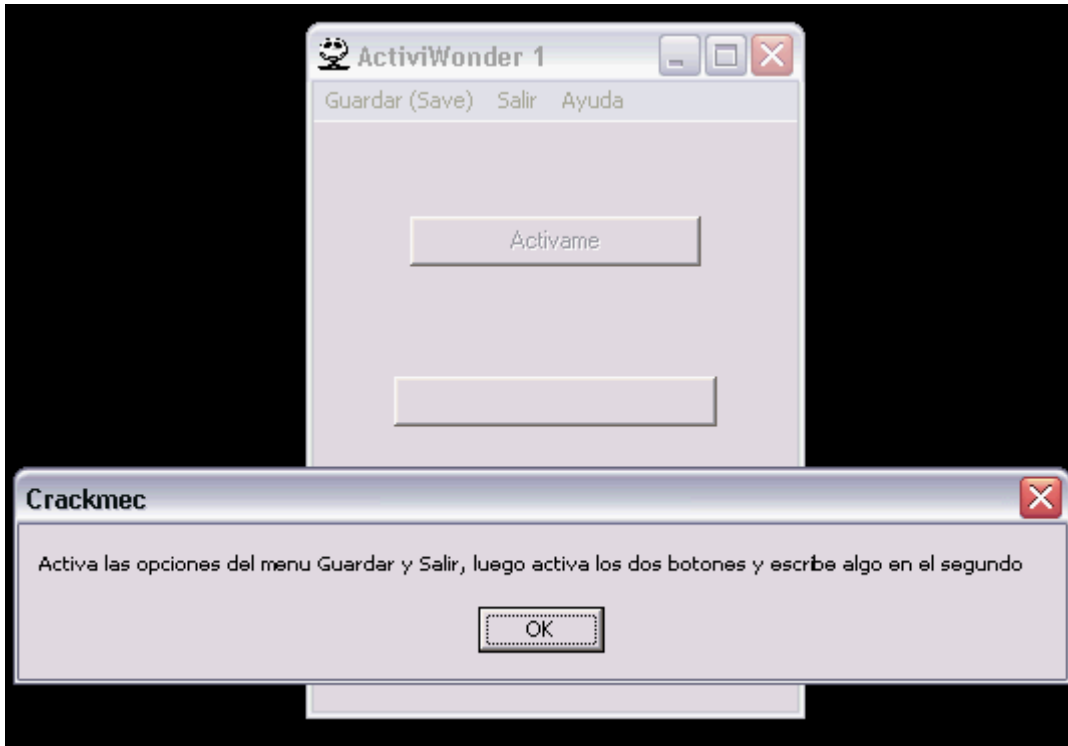 ActiviWonder 1
Guardar (Save) Salir Ayuda
Activame
Crackmec
Activa las opciones del menu Guardar y Salir, luego activa los dos botones y escribe algo en el segundo
OK